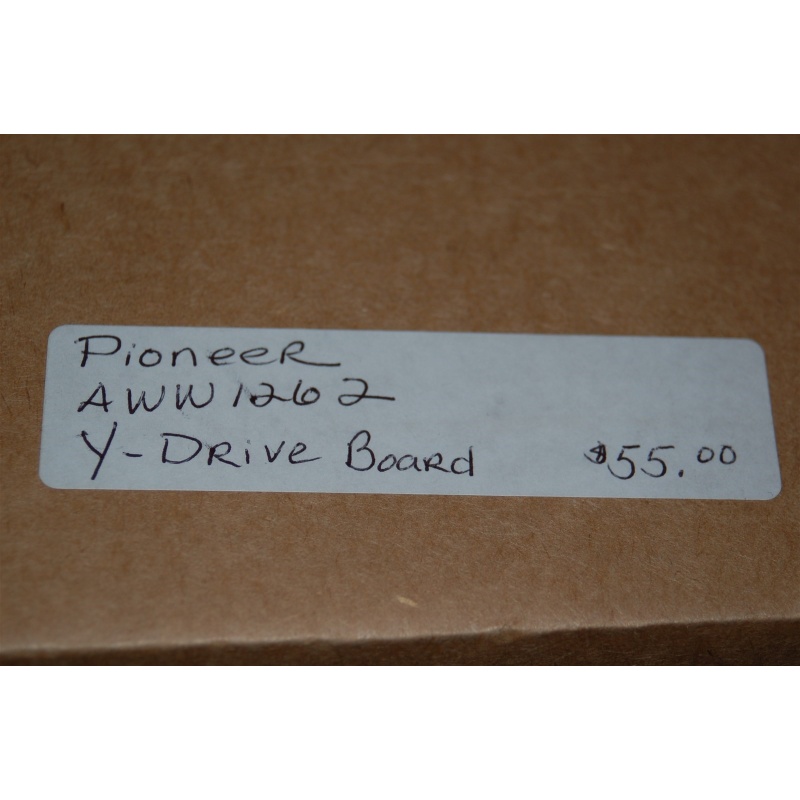 PioneeR
AWW1262
Y-DRive BoaRd $55.00